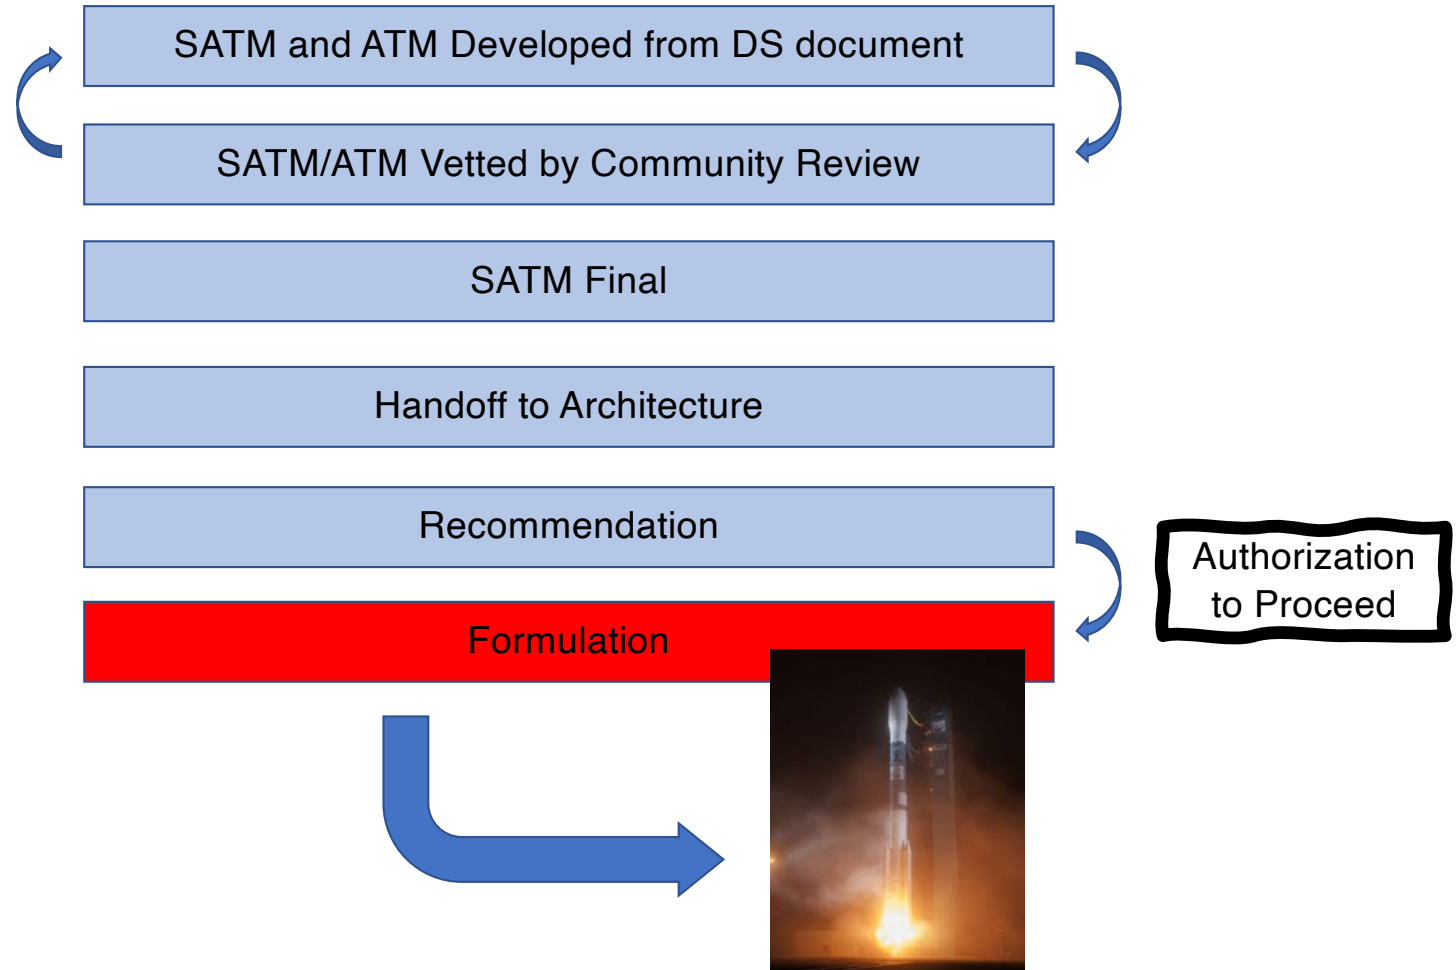 SATM and ATM Developed from DS document
SATM/ATM Vetted by Community Review
SATM Final
Handoff to Architecture
Recommendation
Authorization
to Proceed
Formulation